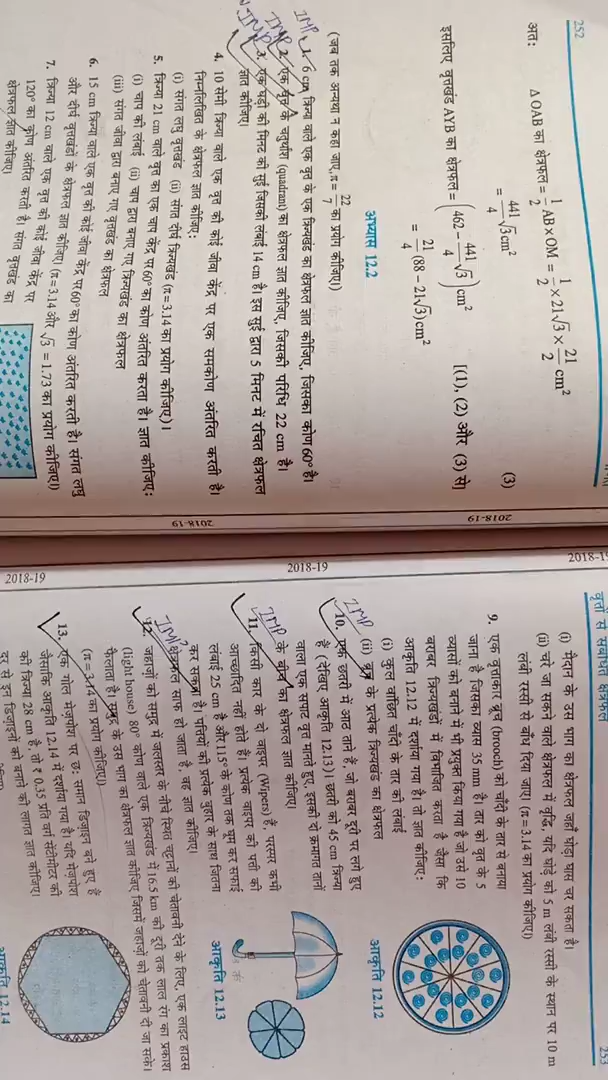 252
अतः
Δ OAB का क्षेत्रफल = 1/2 AB × OM = 1/2 × 21√3 × 21/2 cm²
= 441/4 √3 cm² (3)
इसलिए वृत्तखंड AYB का क्षेत्रफल = (462 – 441/4 √3) cm² [(1), (2) और (3) से]
= 21/4 (88 – 21√3) cm²
अभ्यास 12.2
(जब तक अन्यथा न कहा जाए, π = 22/7 का प्रयोग कीजिए।)
IMP 1. 6 cm त्रिज्या वाले एक वृत्त के एक त्रिज्यखंड का क्षेत्रफल ज्ञात कीजिए, जिसका कोण 60° है।
IMP 2. एक वृत्त के चतुर्थांश (quadrant) का क्षेत्रफल ज्ञात कीजिए, जिसकी परिधि 22 cm है।
IMP 3. एक घड़ी की मिनट की सुई जिसकी लंबाई 14 cm है। इस सुई द्वारा 5 मिनट में रचित क्षेत्रफल
ज्ञात कीजिए।
4. 10 सेमी त्रिज्या वाले एक वृत्त की कोई जीवा केंद्र पर एक समकोण अंतरित करती है।
निम्नलिखित के क्षेत्रफल ज्ञात कीजिए:
(i) संगत लघु वृत्तखंड (ii) संगत दीर्घ त्रिज्यखंड (π = 3.14 का प्रयोग कीजिए)।
5. त्रिज्या 21 cm वाले वृत्त का एक चाप केंद्र पर 60° का कोण अंतरित करता है। ज्ञात कीजिए:
(i) चाप की लंबाई (ii) चाप द्वारा बनाए गए त्रिज्यखंड का क्षेत्रफल
(iii) संगत जीवा द्वारा बनाए गए वृत्तखंड का क्षेत्रफल
6. 15 cm त्रिज्या वाले एक वृत्त की कोई जीवा केंद्र पर 60° का कोण अंतरित करती है। संगत लघु
और दीर्घ वृत्तखंडों के क्षेत्रफल ज्ञात कीजिए। (π = 3.14 और √3 = 1.73 का प्रयोग कीजिए।)
7. त्रिज्या 12 cm वाले एक वृत्त की कोई जीवा केंद्र पर
120° का कोण अंतरित करती है। संगत वृत्तखंड का
क्षेत्रफल ज्ञात कीजिए।
2018-19
2018-19
2018-19
2018-19
2018-19
वृत्तों से संबंधित क्षेत्रफल
253
(i) मैदान के उस भाग का क्षेत्रफल जहाँ घोड़ा घास चर सकता है।
(ii) चरे जा सकने वाले क्षेत्रफल में वृद्धि, यदि घोड़े को 5 m लंबी रस्सी के स्थान पर 10 m
लंबी रस्सी से बाँध दिया, जाए। (π = 3.14 का प्रयोग कीजिए।)
9. एक वृत्ताकार ब्रूच (brooch) को चाँदी के तार से बनाया
जाना है जिसका व्यास 35 mm है। तार को वृत्त के 5
व्यासों को बनाने में भी प्रयुक्त किया गया है जो उसे 10
बराबर त्रिज्यखंडों में विभाजित करता है जैसा कि
आकृति 12.12 में दर्शाया गया है। तो ज्ञात कीजिए:
(i) कुल वांछित चाँदी के तार की लंबाई
(ii) ब्रूच के प्रत्येक त्रिज्यखंड का क्षेत्रफल
आकृति 12.12
IMP 10. एक छतरी में आठ ताने हैं, जो बराबर दूरी पर लगे हुए
हैं (देखिए आकृति 12.13)। छतरी को 45 cm त्रिज्या
वाला एक सपाट वृत्त मानते हुए, इसकी दो क्रमागत तानों
के बीच का क्षेत्रफल ज्ञात कीजिए।
IMP 11. किसी कार के दो वाइपर (Wipers) हैं, परस्पर कभी
आच्छादित नहीं होते हैं। प्रत्येक वाइपर की पत्ती की
लंबाई 25 cm है और 115° के कोण तक घूम कर सफाई
कर सकता है। पत्तियों की प्रत्येक बुहार के साथ जितना
क्षेत्रफल साफ हो जाता है, वह ज्ञात कीजिए।
आकृति 12.13
IMP 12. जहाज़ों को समुद्र में जलस्तर के नीचे स्थित चट्टानों की चेतावनी देने के लिए, एक लाइट हाउस
(light house) 80° कोण वाले एक त्रिज्यखंड में 16.5 km की दूरी तक लाल रंग का प्रकाश
फैलाता है। समुद्र के उस भाग का क्षेत्रफल ज्ञात कीजिए जिसमें जहाज़ों को चेतावनी दी जा सके।
(π = 3.14 का प्रयोग कीजिए।)
13. एक गोल मेज़पोश पर छः समान डिज़ाइन बने हुए हैं
जैसाकि आकृति 12.14 में दर्शाया गया है। यदि मेज़पोश
की त्रिज्या 28 cm है, तो ₹ 0.35 प्रति वर्ग सेंटीमीटर की
दर से इन डिज़ाइनों को बनाने की लागत ज्ञात कीजिए।
आकृति 12.14